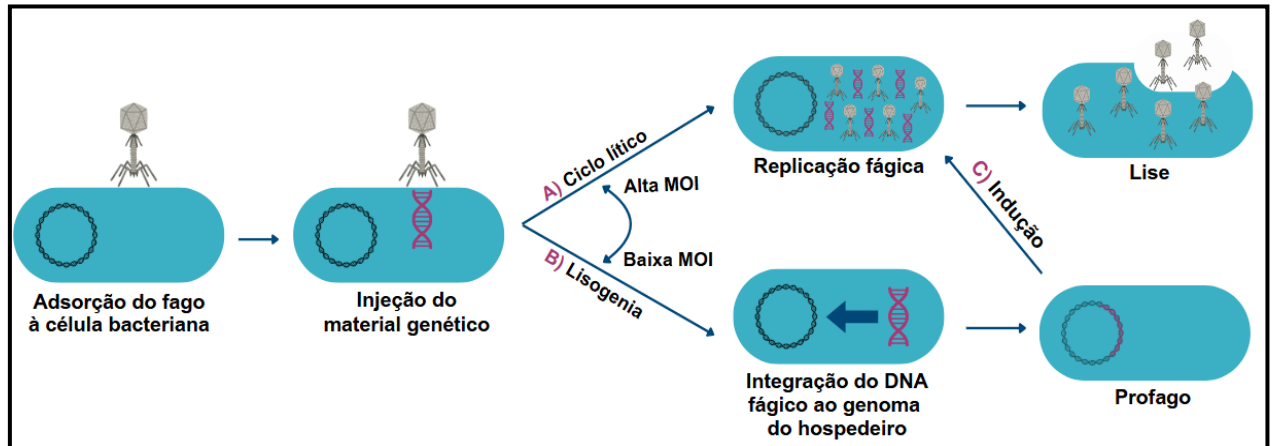 Adsorção do fago
à célula bacteriana
Injeção do
material genético
A) Ciclo lítico
Alta MOI
Baixa MOI
B) Lisogenia
Replicação fágica
Lise
C) Indução
Integração do DNA
fágico ao genoma
do hospedeiro
Profago